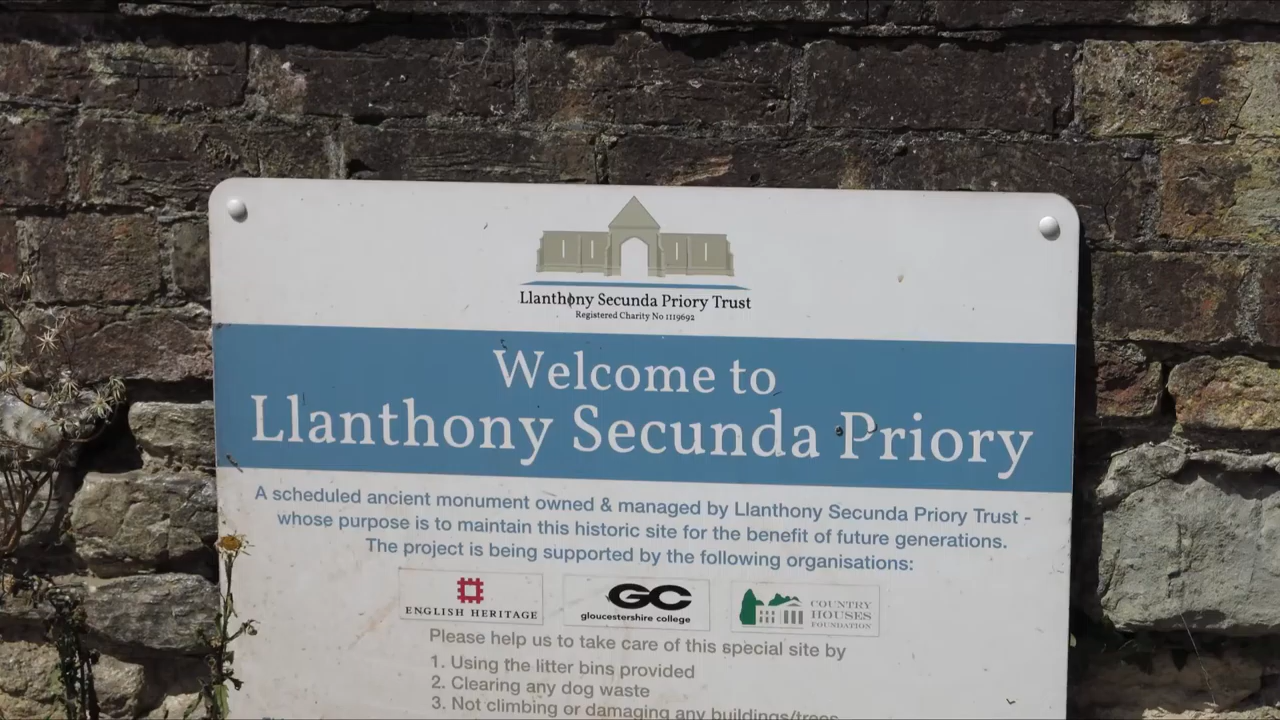 Llanthony Secunda Priory Trust
Registered Charity No 1119692
Welcome to
Llanthony Secunda Priory
A scheduled ancient monument owned & managed by Llanthony Secunda Priory Trust -
whose purpose is to maintain this historic site for the benefit of future generations.
The project is being supported by the following organisations:
ENGLISH HERITAGE
GC
gloucestershire college
COUNTRY
HOUSES
FOUNDATION
Please help us to take care of this special site by
1. Using the litter bins provided
2. Clearing any dog waste
3. Not climbing or damaging any buildings/trees